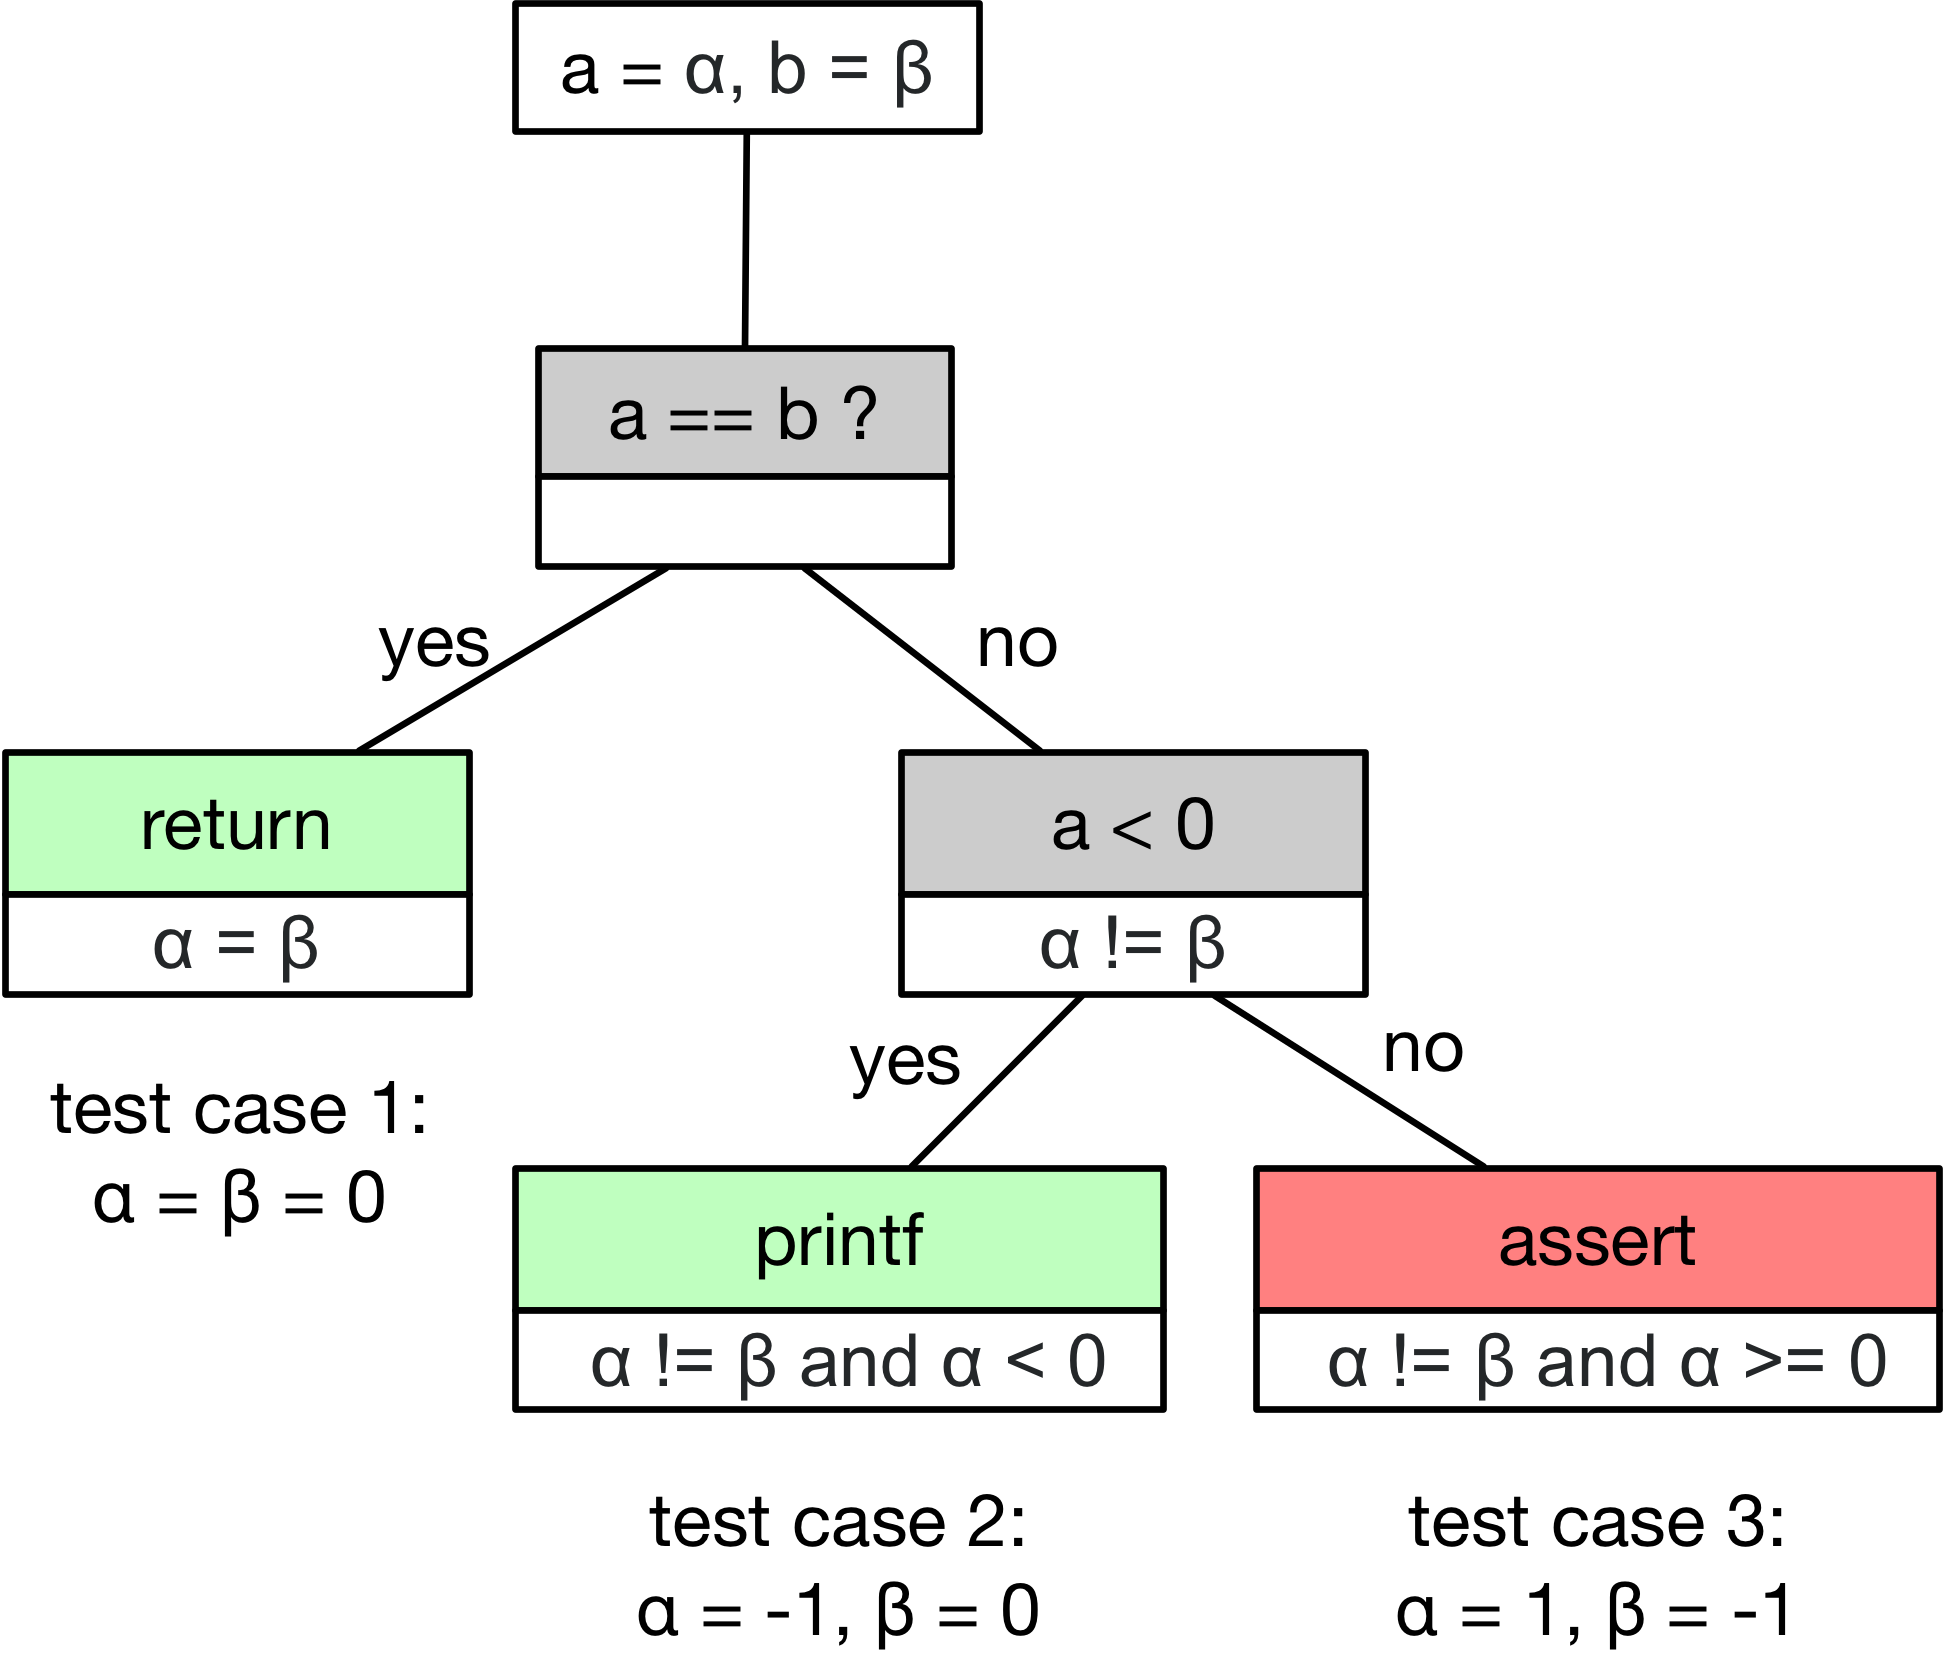 a = α, b = β
a == b ?
yes
no
return
α = β
a < 0
α != β
test case 1:
α = β = 0
yes
no
printf
α != β and α < 0
assert
α != β and α >= 0
test case 2:
α = -1, β = 0
test case 3:
α = 1, β = -1